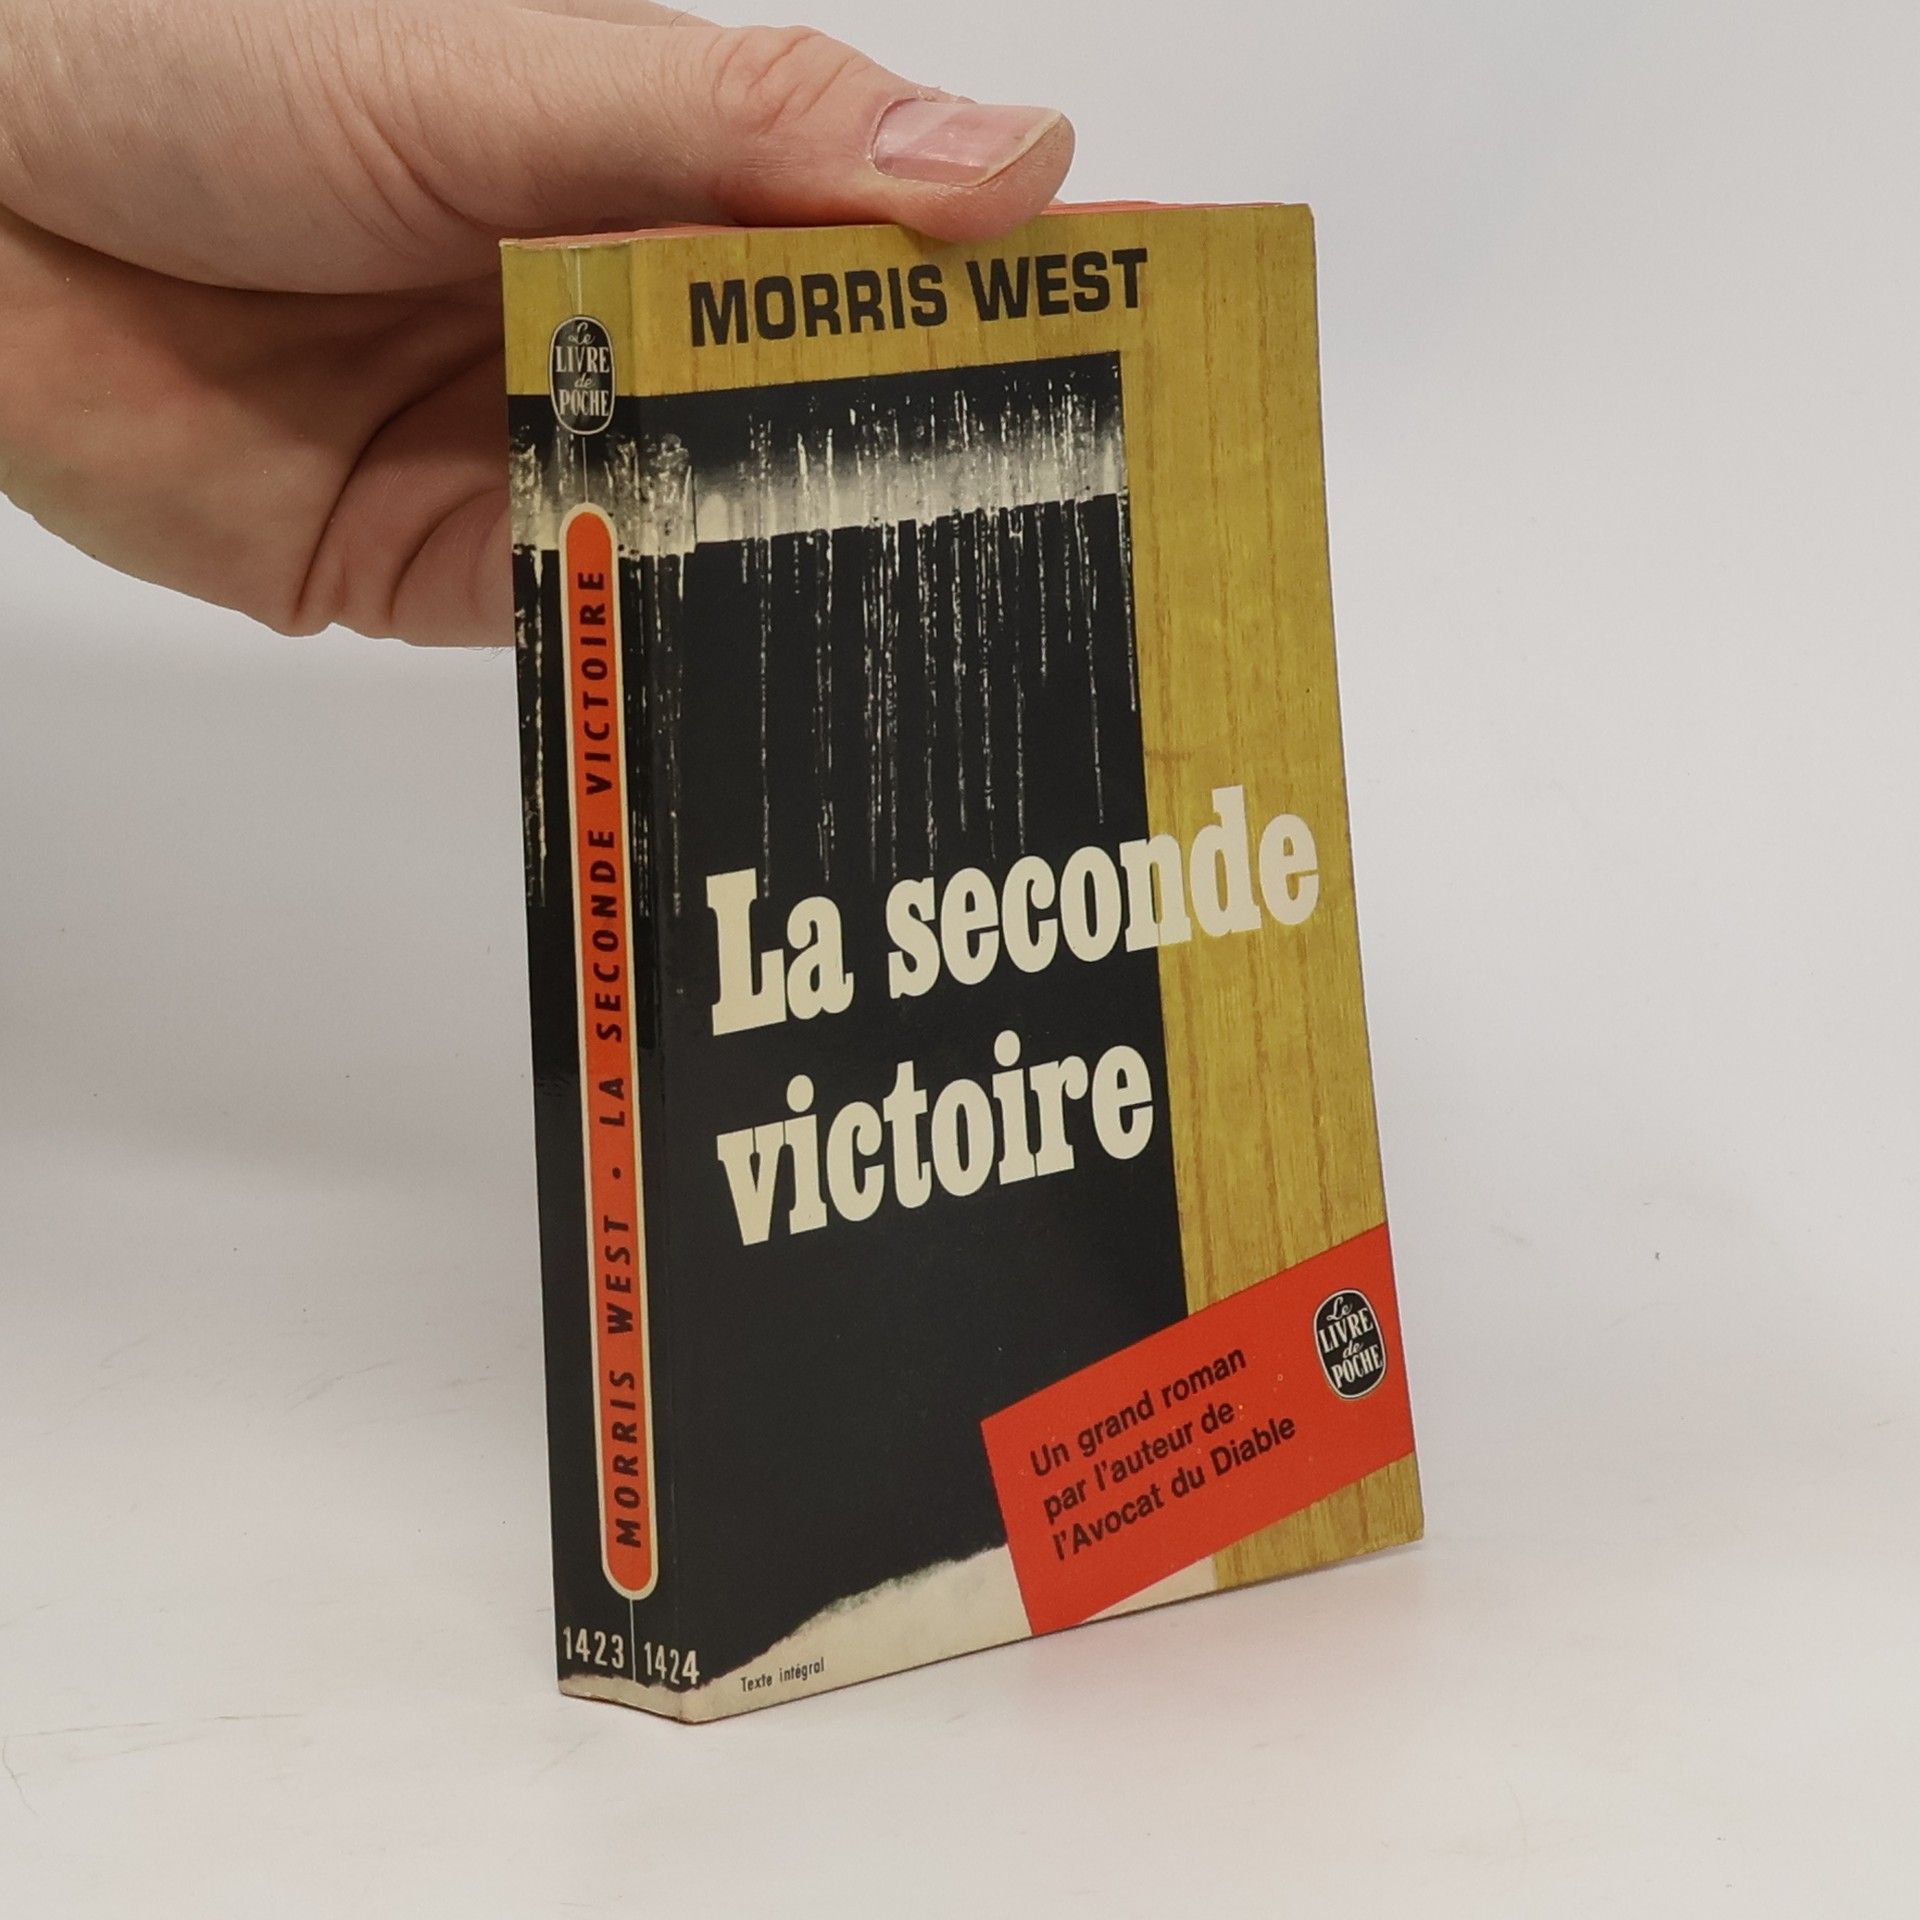 MORRIS WEST
La seconde
victoire
Un grand roman
par l'auteur de
l'Avocat du Diable
Le
LIVRE
de
POCHE
Texte intégral
Le
LIVRE
de
POCHE
MORRIS WEST • LA SECONDE VICTOIRE
1423 1424